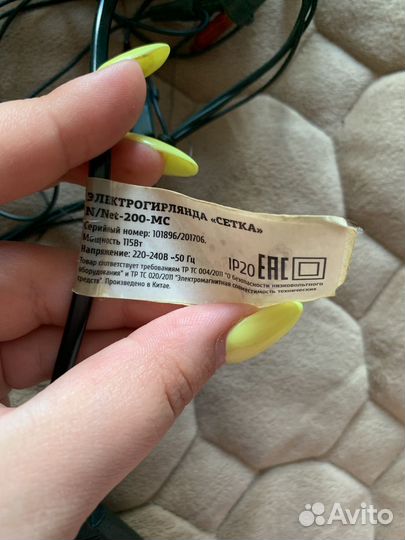 ЭЛЕКТРОГИРЛЯНДА «СЕТКА»
N/Net-200-MC
Серийный номер: 101896/201706.
Мощность 115Вт
Напряжение: 220-240В ~50 Гц
IP20 EAC
Товар соответствует требованиям ТР ТС 004/2011 "О безопасности низковольтного
оборудования" и ТР ТС 020/2011 "Электромагнитная совместимость технических
средств". Произведено в Китае.
Avito